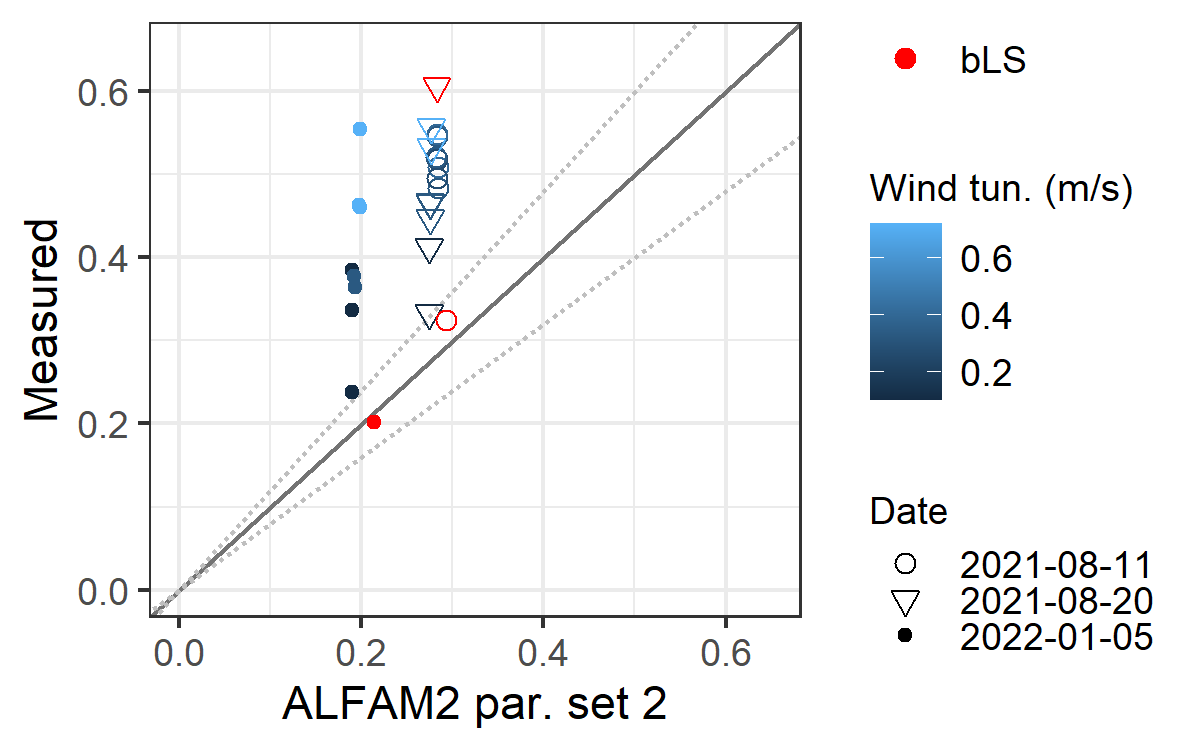 Measured
0.6
0.4
0.2
0.0
0.0 0.2 0.4 0.6
ALFAM2 par. set 2
bLS
Wind tun. (m/s)
0.6
0.4
0.2
Date
2021-08-11
2021-08-20
2022-01-05